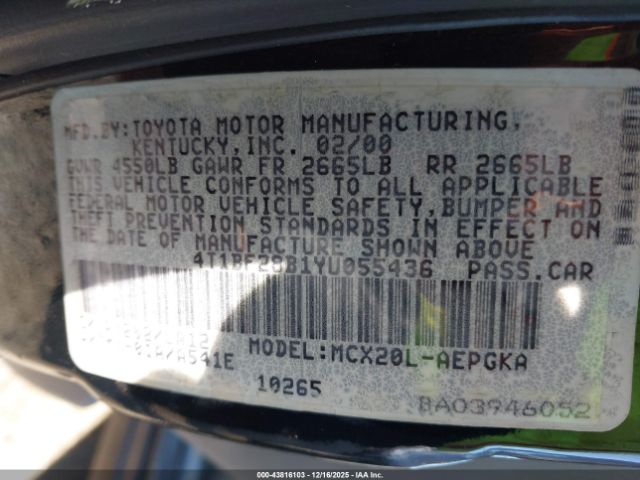 MFD.BY:TOYOTA MOTOR MANUFACTURING,
KENTUCKY,INC. 02/00
GVWR 4550LB GAWR FR 2665LB RR 2665LB
THIS VEHICLE CONFORMS TO ALL APPLICABLE
FEDERAL MOTOR VEHICLE SAFETY,BUMPER AND
THEFT PREVENTION STANDARDS IN EFFECT ON
THE DATE OF MANUFACTURE SHOWN ABOVE
4T1BF28B1YU055436 PASS.CAR
MODEL:MCX20L-AEPGKA
10265
8A03946052
000-43816103 - 12/16/2025 - IAA Inc.